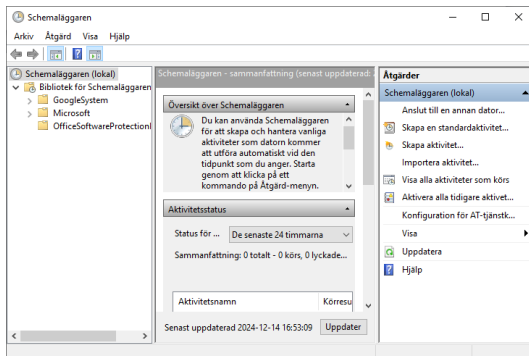 Schemaläggaren
Arkiv Åtgärd Visa Hjälp
Schemaläggaren (lokal)
Bibliotek för Schemaläggaren
GoogleSystem
Microsoft
OfficeSoftwareProtectionI
Schemaläggaren - sammanfattning (senast uppdaterad: 2
Översikt över Schemaläggaren
Du kan använda Schemaläggaren
för att skapa och hantera vanliga
aktiviteter som datorn kommer
att utföra automatiskt vid den
tidpunkt som du anger. Starta
genom att klicka på ett
kommando på Åtgärd-menyn.
Aktivitetsstatus
Status för ... De senaste 24 timmarna
Sammanfattning: 0 totalt - 0 körs, 0 lyckade...
Aktivitetsnamn Körresu
Senast uppdaterad 2024-12-14 16:53:09 Uppdater
Åtgärder
Schemaläggaren (lokal)
Anslut till en annan dator...
Skapa en standardaktivitet...
Skapa aktivitet...
Importera aktivitet...
Visa alla aktiviteter som körs
Aktivera alla tidigare aktivet...
Konfiguration för AT-tjänstk...
Visa
Uppdatera
Hjälp